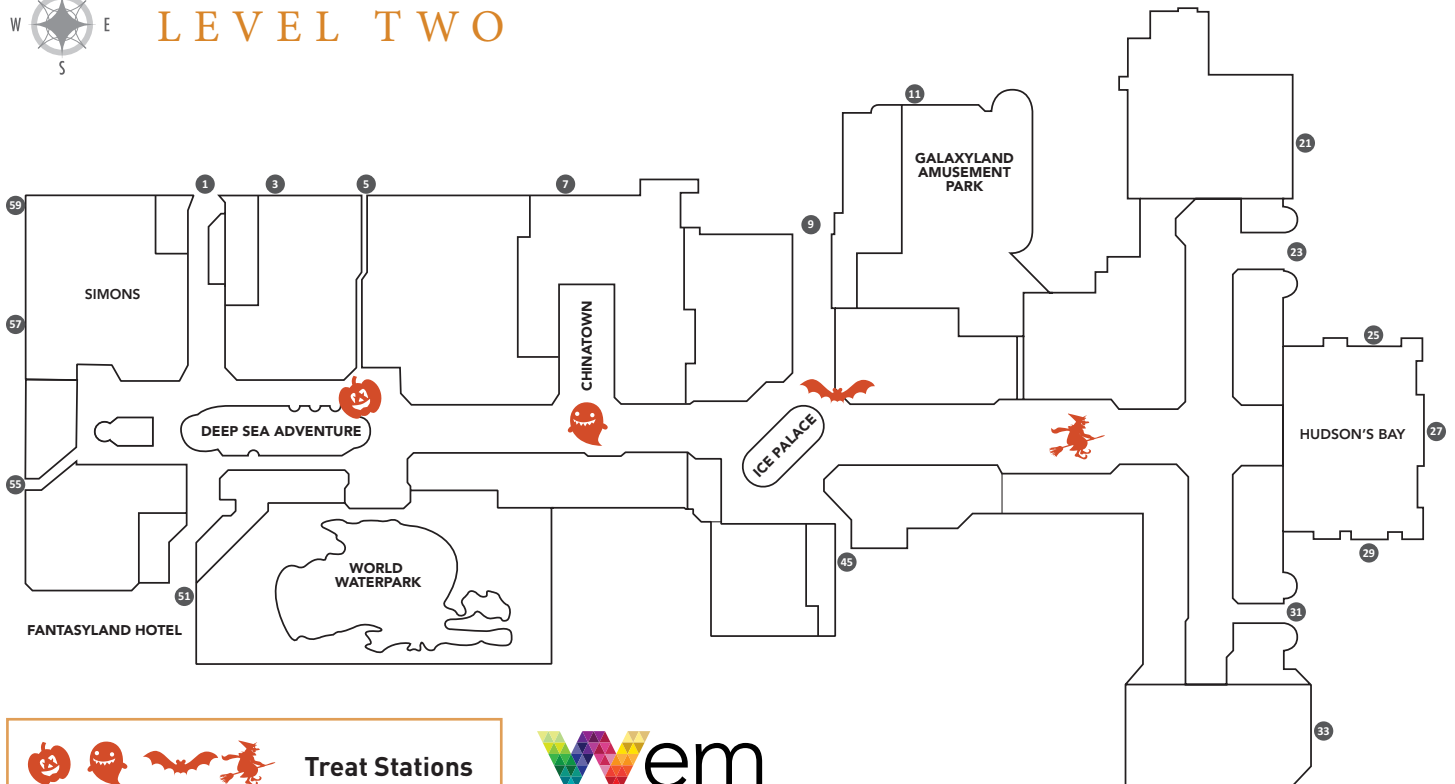 W E
S
LEVEL TWO
11
21
1
3
5
7
59
9
GALAXYLAND
AMUSEMENT
PARK
23
SIMONS
57
CHINATOWN
25
DEEP SEA ADVENTURE
ICE PALACE
HUDSON'S BAY
27
55
45
29
WORLD
WATERPARK
51
31
FANTASYLAND HOTEL
33
Treat Stations
wem